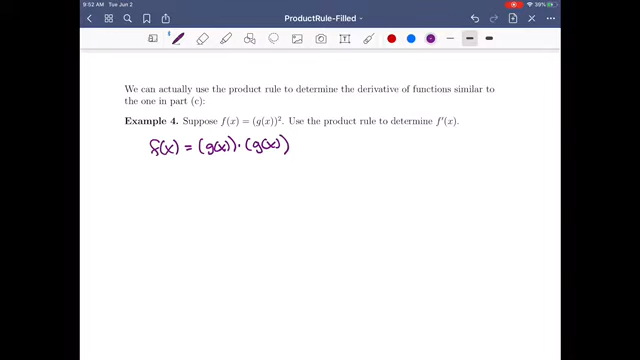 9:52 AM Tue Jun 2
39%
ProductRule-Filled
We can actually use the product rule to determine the derivative of functions similar to
the one in part (c):
Example 4. Suppose f(x) = (g(x))². Use the product rule to determine f′(x).
f(x) = (g(x)) · (g(x))